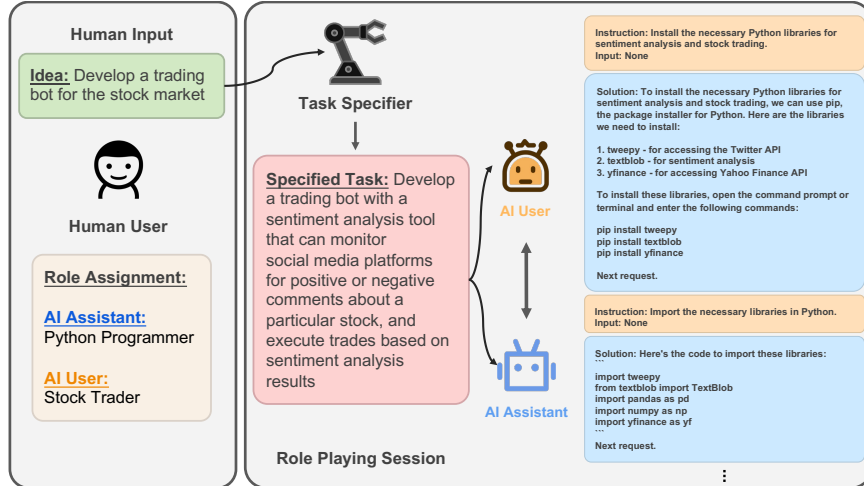 Human Input
Idea: Develop a trading
bot for the stock market
Human User
Role Assignment:
AI Assistant:
Python Programmer
AI User:
Stock Trader
Task Specifier
Specified Task: Develop
a trading bot with a
sentiment analysis tool
that can monitor
social media platforms
for positive or negative
comments about a
particular stock, and
execute trades based on
sentiment analysis
results
AI User
AI Assistant
Role Playing Session
Instruction: Install the necessary Python libraries for
sentiment analysis and stock trading.
Input: None
Solution: To install the necessary Python libraries for
sentiment analysis and stock trading, we can use pip,
the package installer for Python. Here are the libraries
we need to install:
1. tweepy - for accessing the Twitter API
2. textblob - for sentiment analysis
3. yfinance - for accessing Yahoo Finance API
To install these libraries, open the command prompt or
terminal and enter the following commands:
pip install tweepy
pip install textblob
pip install yfinance
Next request.
Instruction: Import the necessary libraries in Python.
Input: None
Solution: Here's the code to import these libraries:
```
import tweepy
from textblob import TextBlob
import pandas as pd
import numpy as np
import yfinance as yf
```
Next request.